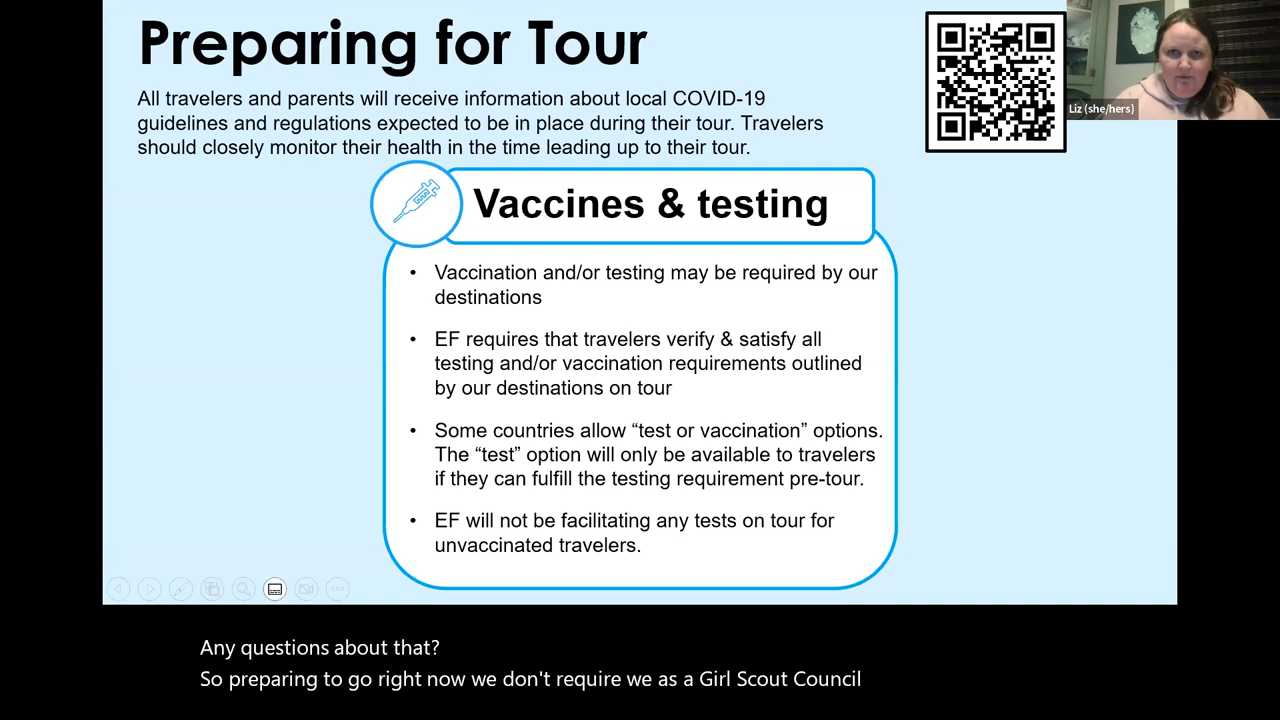 Preparing for Tour
All travelers and parents will receive information about local COVID-19
guidelines and regulations expected to be in place during their tour. Travelers
should closely monitor their health in the time leading up to their tour.
Liz (she/hers)
Vaccines & testing
• Vaccination and/or testing may be required by our
destinations
• EF requires that travelers verify & satisfy all
testing and/or vaccination requirements outlined
by our destinations on tour
• Some countries allow “test or vaccination” options.
The “test” option will only be available to travelers
if they can fulfill the testing requirement pre-tour.
• EF will not be facilitating any tests on tour for
unvaccinated travelers.
Any questions about that?
So preparing to go right now we don't require we as a Girl Scout Council